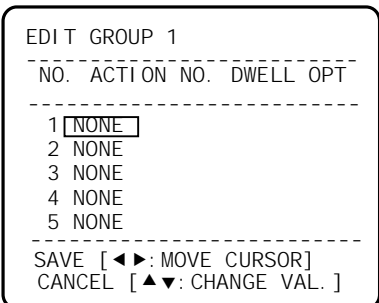 EDIT GROUP 1
---------------------------
NO. ACTION NO. DWELL OPT
---------------------------
1 NONE
2 NONE
3 NONE
4 NONE
5 NONE
---------------------------
SAVE [◄►:MOVE CURSOR]
CANCEL [▲▼:CHANGE VAL.]